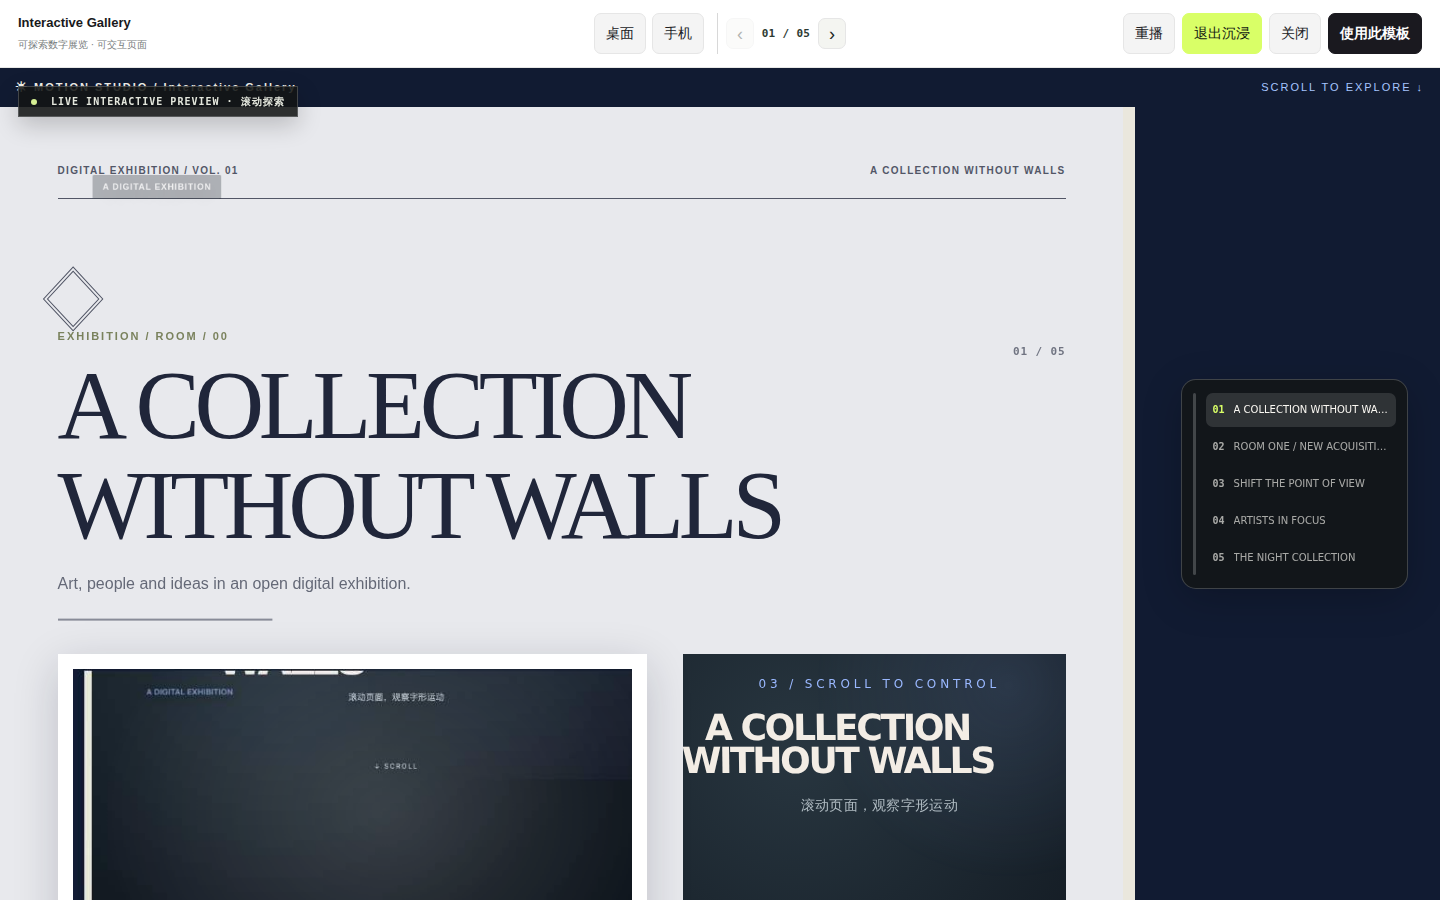 Interactive Gallery
可探索数字展览 · 可交互页面
桌面
手机
‹
01 / 05
›
重播
退出沉浸
关闭
使用此模板
☀ MOTION STUDIO / Interactive Gallery
SCROLL TO EXPLORE ↓
LIVE INTERACTIVE PREVIEW · 滚动探索
DIGITAL EXHIBITION / VOL. 01
A COLLECTION WITHOUT WALLS
A DIGITAL EXHIBITION
EXHIBITION / ROOM / 00
01 / 05
A COLLECTION
WITHOUT WALLS
Art, people and ideas in an open digital exhibition.
01 A COLLECTION WITHOUT WA...
02 ROOM ONE / NEW ACQUISITI...
03 SHIFT THE POINT OF VIEW
04 ARTISTS IN FOCUS
05 THE NIGHT COLLECTION
WALLS
A DIGITAL EXHIBITION
滚动页面，观察字形运动
↓ SCROLL
03 / SCROLL TO CONTROL
A COLLECTION
WITHOUT WALLS
滚动页面，观察字形运动